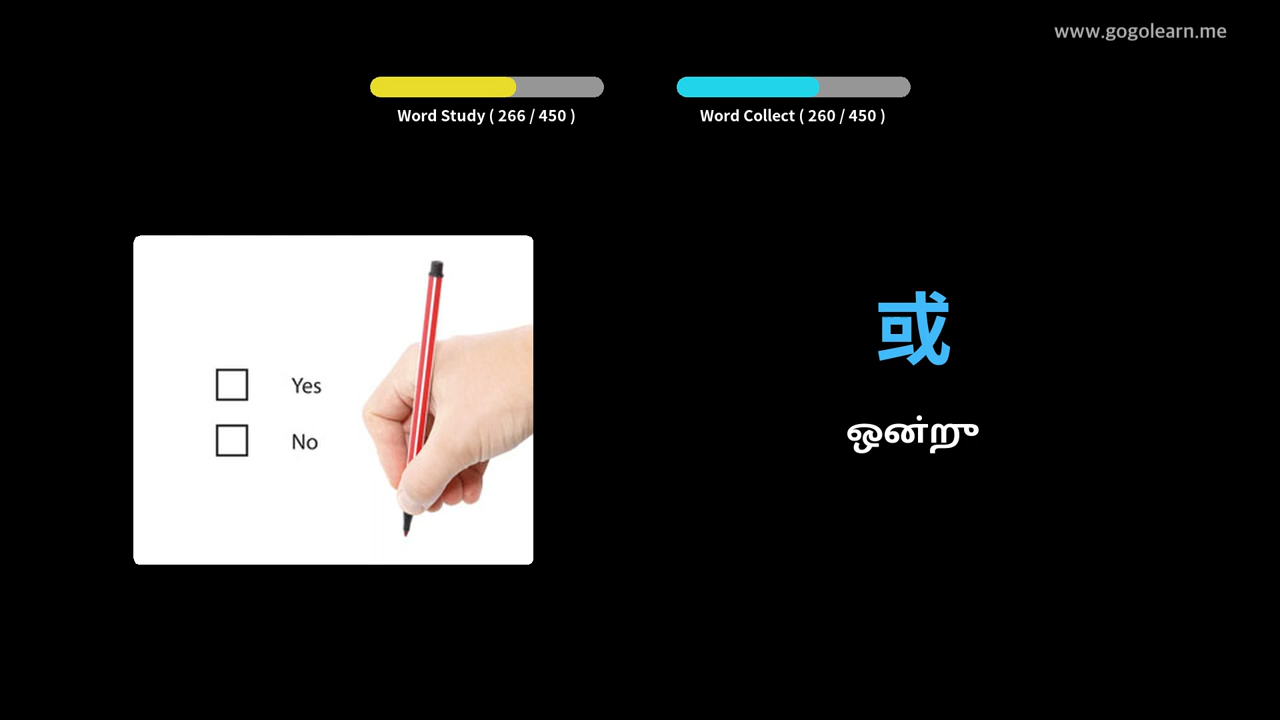 www.gogolearn.me
Word Study ( 266 / 450 )
Word Collect ( 260 / 450 )
Yes
No
或
ஒன்று